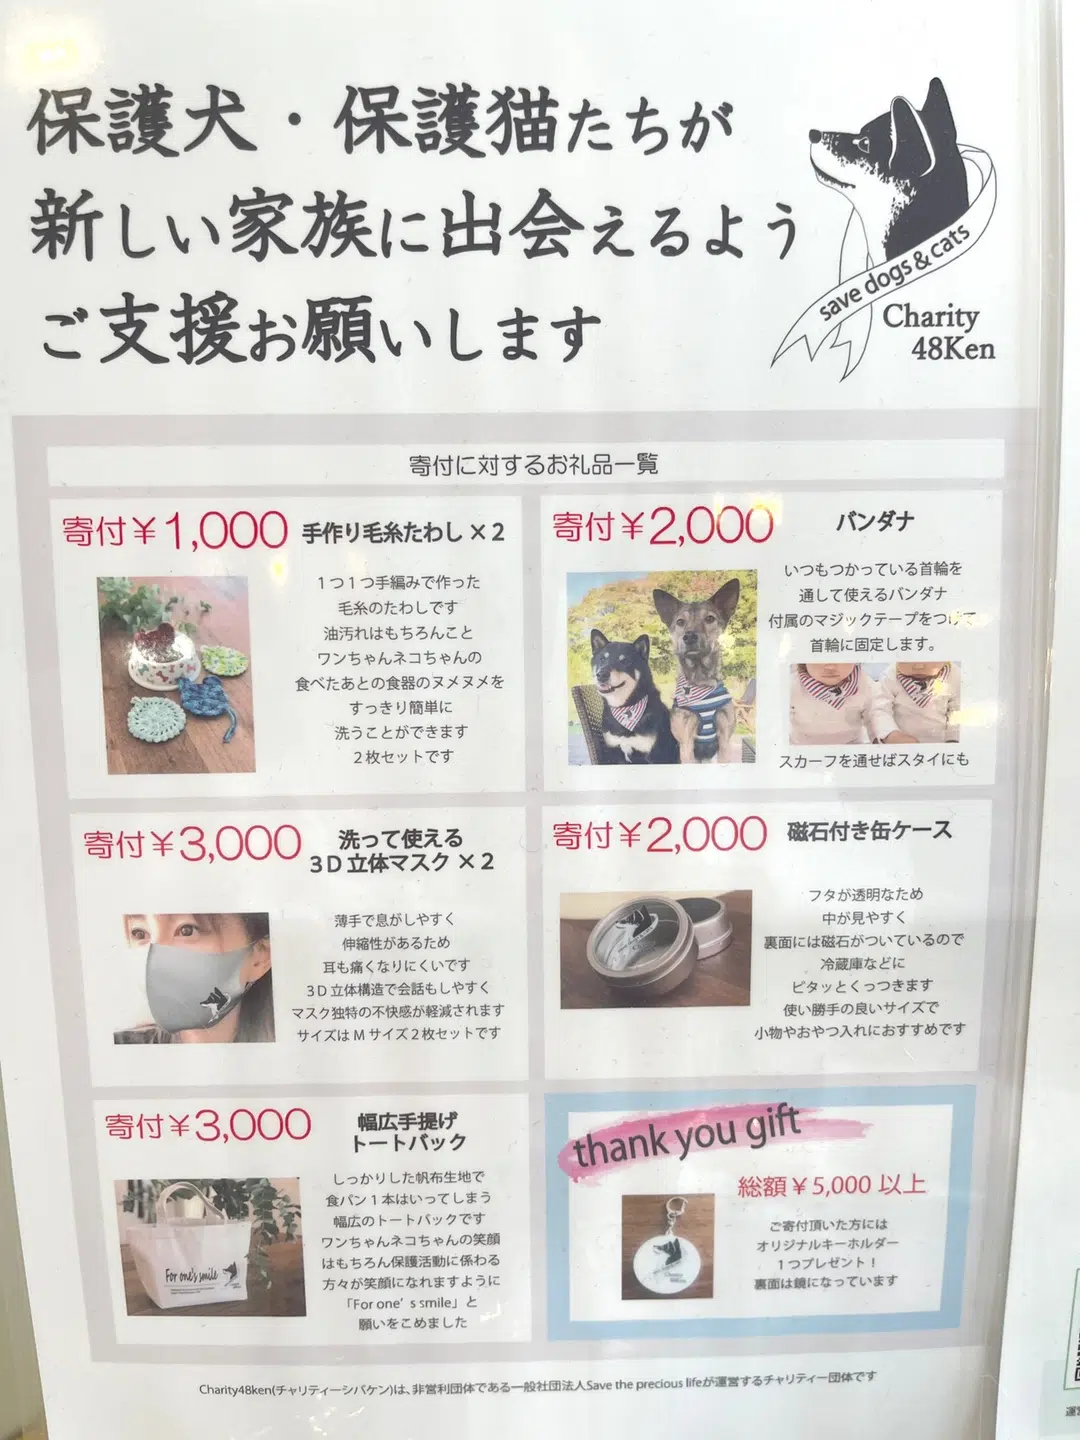 保護犬・保護猫たちが
新しい家族に出会えるよう
ご支援お願いします
save dogs & cats
Charity
48Ken
寄付に対するお礼品一覧
寄付¥1,000 手作り毛糸たわし×2
1つ1つ手編みで作った
毛糸のたわしです
油汚れはもちろんこと
ワンちゃんネコちゃんの
食べたあとの食器のヌメヌメを
すっきり簡単に
洗うことができます
2枚セットです
寄付¥2,000 バンダナ
いつもつかっている首輪を
通して使えるバンダナ
付属のマジックテープをつけて
首輪に固定します。
スカーフを通せばスタイにも
寄付¥3,000 洗って使える
3D立体マスク×2
薄手で息がしやすく
伸縮性があるため
耳も痛くなりにくいです
3D立体構造で会話もしやすく
マスク独特の不快感が軽減されます
サイズはMサイズ2枚セットです
寄付¥2,000 磁石付き缶ケース
フタが透明なため
中が見やすく
裏面には磁石がついているので
冷蔵庫などに
ピタッとくっつきます
使い勝手の良いサイズで
小物やおやつ入れにおすすめです
寄付¥3,000 幅広手提げ
トートバック
しっかりした帆布生地で
食パン1本はいってしまう
幅広のトートバックです
ワンちゃんネコちゃんの笑顔
はもちろん保護活動に係わる
方々が笑顔になれますように
「For one's smile」と
願いをこめました
For one's smile
thank you gift
総額¥5,000以上
ご寄付頂いた方には
オリジナルキーホルダー
1つプレゼント！
裏面は鏡になっています
Charity
48Ken
Charity48ken(チャリティーシバケン)は、非営利団体である一般社団法人Save the precious lifeが運営するチャリティー団体です